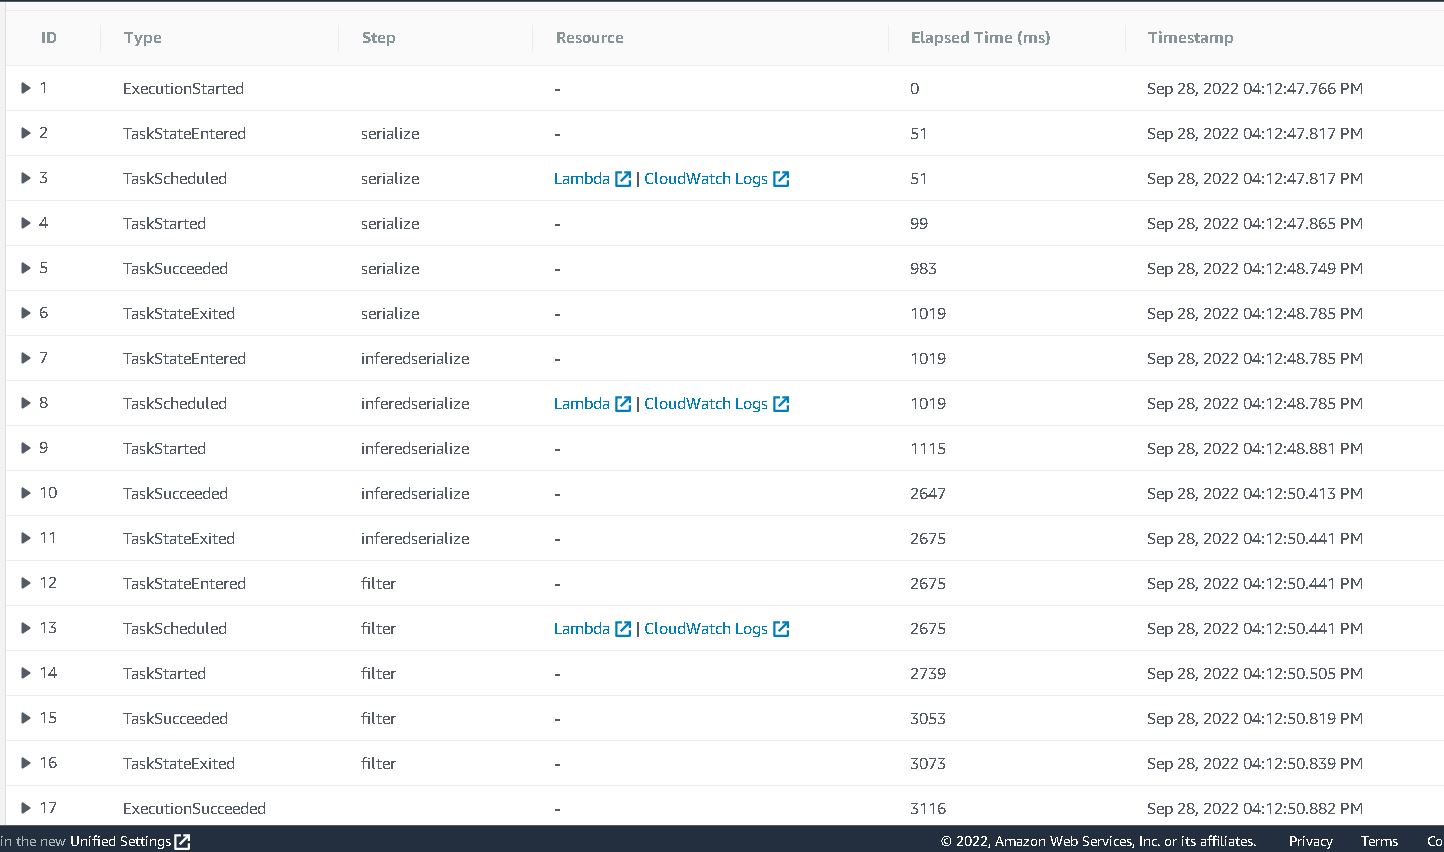 ID Type Step Resource Elapsed Time (ms) Timestamp
1 ExecutionStarted - 0 Sep 28, 2022 04:12:47.766 PM
2 TaskStateEntered serialize - 51 Sep 28, 2022 04:12:47.817 PM
3 TaskScheduled serialize Lambda | CloudWatch Logs 51 Sep 28, 2022 04:12:47.817 PM
4 TaskStarted serialize - 99 Sep 28, 2022 04:12:47.865 PM
5 TaskSucceeded serialize - 983 Sep 28, 2022 04:12:48.749 PM
6 TaskStateExited serialize - 1019 Sep 28, 2022 04:12:48.785 PM
7 TaskStateEntered inferedserialize - 1019 Sep 28, 2022 04:12:48.785 PM
8 TaskScheduled inferedserialize Lambda | CloudWatch Logs 1019 Sep 28, 2022 04:12:48.785 PM
9 TaskStarted inferedserialize - 1115 Sep 28, 2022 04:12:48.881 PM
10 TaskSucceeded inferedserialize - 2647 Sep 28, 2022 04:12:50.413 PM
11 TaskStateExited inferedserialize - 2675 Sep 28, 2022 04:12:50.441 PM
12 TaskStateEntered filter - 2675 Sep 28, 2022 04:12:50.441 PM
13 TaskScheduled filter Lambda | CloudWatch Logs 2675 Sep 28, 2022 04:12:50.441 PM
14 TaskStarted filter - 2739 Sep 28, 2022 04:12:50.505 PM
15 TaskSucceeded filter - 3053 Sep 28, 2022 04:12:50.819 PM
16 TaskStateExited filter - 3073 Sep 28, 2022 04:12:50.839 PM
17 ExecutionSucceeded - 3116 Sep 28, 2022 04:12:50.882 PM
in the new Unified Settings © 2022, Amazon Web Services, Inc. or its affiliates. Privacy Terms Co